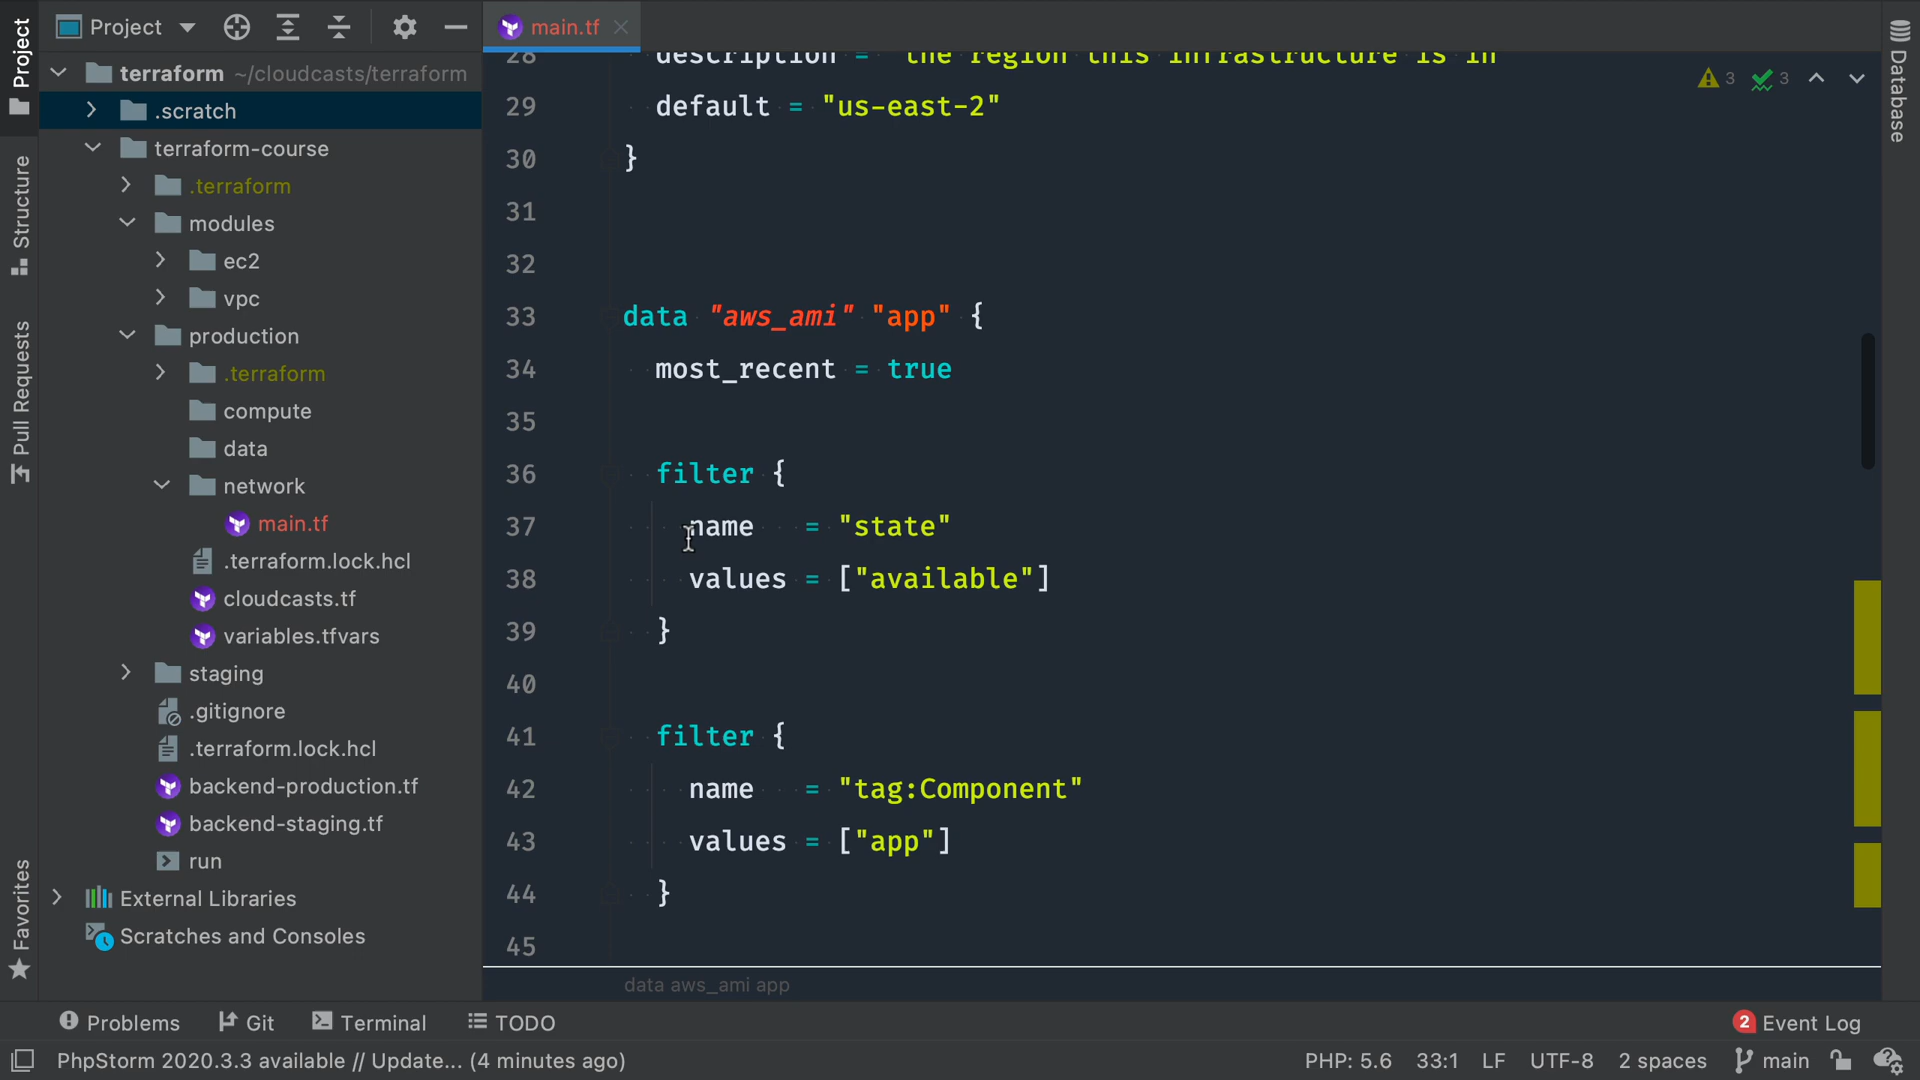 Project
Project
main.tf
terraform ~/cloudcasts/terraform
.scratch
terraform-course
.terraform
modules
ec2
vpc
production
.terraform
compute
data
network
main.tf
.terraform.lock.hcl
cloudcasts.tf
variables.tfvars
staging
.gitignore
.terraform.lock.hcl
backend-production.tf
backend-staging.tf
run
External Libraries
Scratches and Consoles
Structure
Pull Requests
Favorites
28 description = "the region this infrastructure is in
29 default = "us-east-2"
30 }
31
32
33 data "aws_ami" "app" {
34 most_recent = true
35
36 filter {
37 name = "state"
38 values = ["available"]
39 }
40
41 filter {
42 name = "tag:Component"
43 values = ["app"]
44 }
45
3 3
Database
data aws_ami app
Problems Git Terminal TODO
2 Event Log
PhpStorm 2020.3.3 available // Update... (4 minutes ago)
PHP: 5.6 33:1 LF UTF-8 2 spaces main